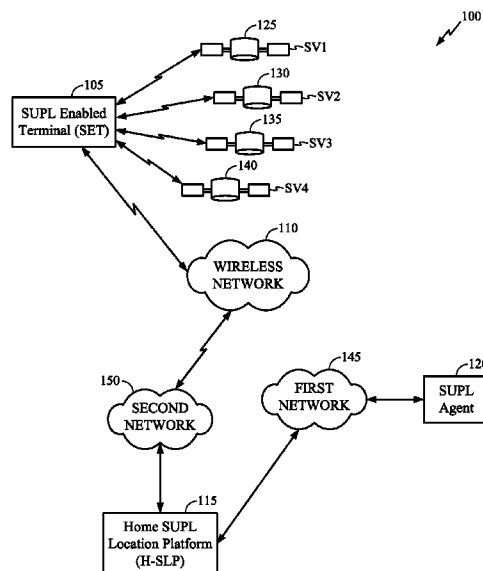 100
125
SV1
105
SUPL Enabled
Terminal (SET)
130
SV2
135
SV3
140
SV4
110
WIRELESS
NETWORK
145
120
150
FIRST
NETWORK
SUPL
Agent
SECOND
NETWORK
115
Home SUPL
Location Platform
(H-SLP)